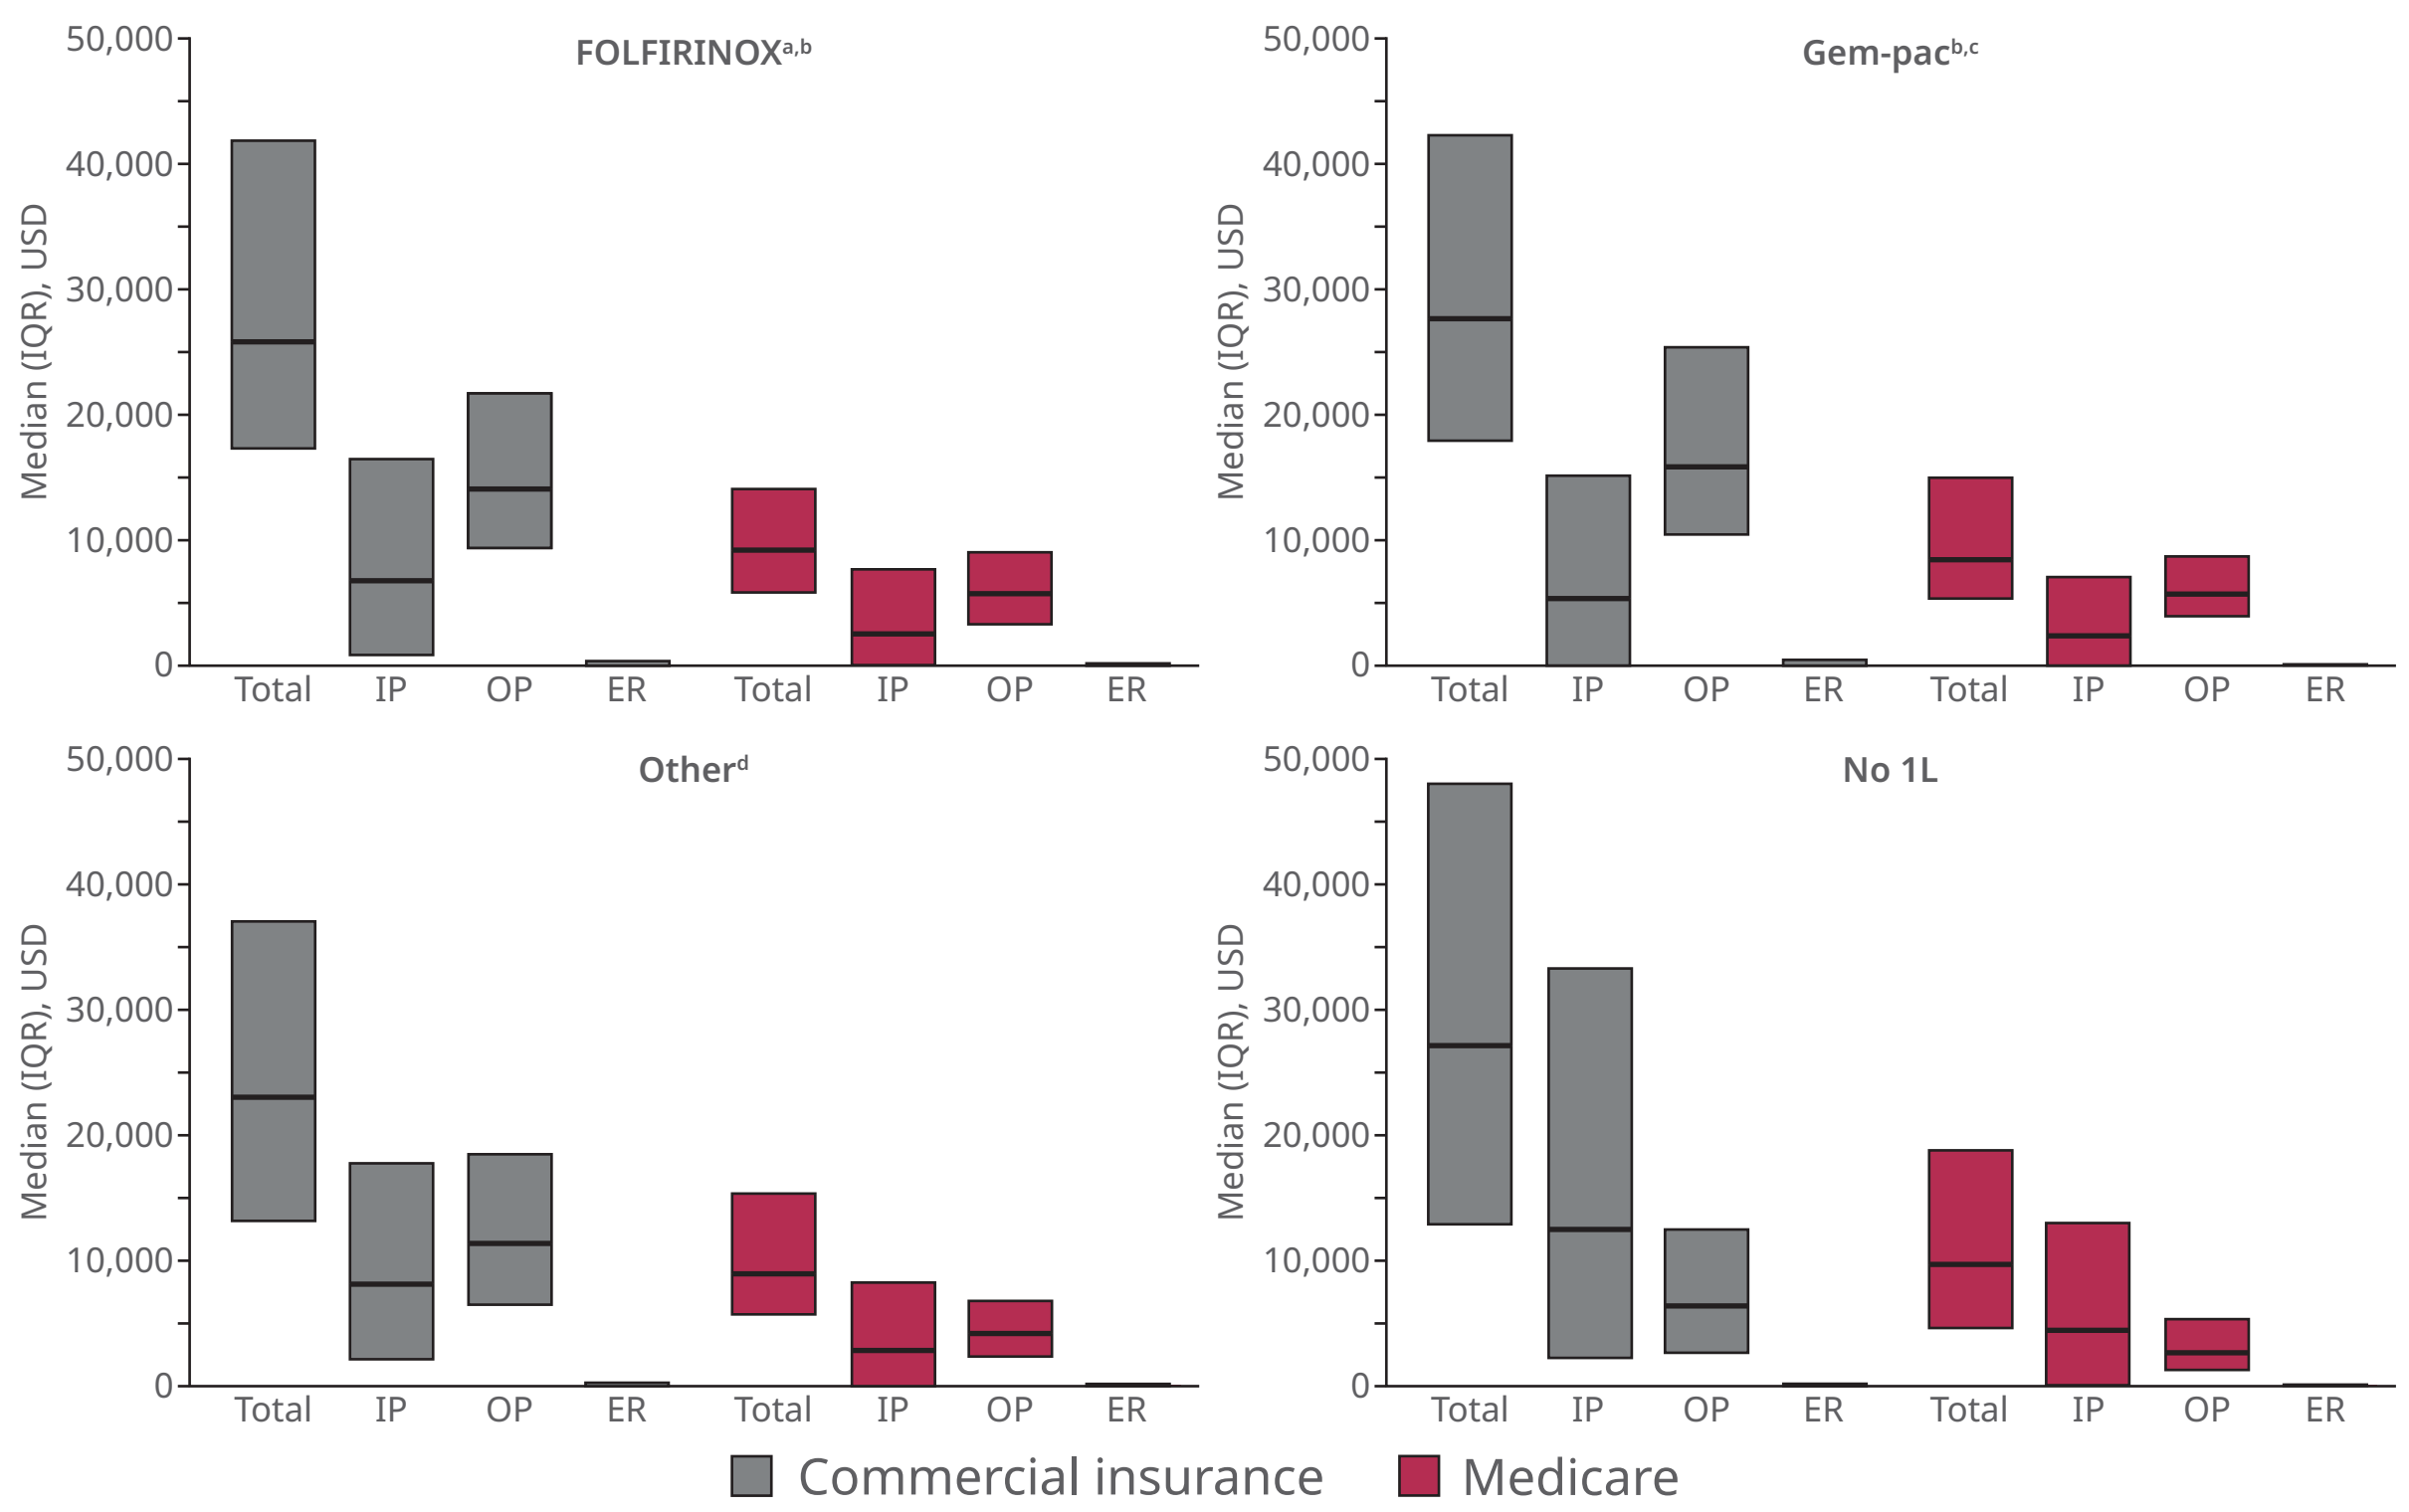 FOLFIRINOXa,b
50,000
40,000
30,000
20,000
10,000
0
Median (IQR), USD
Total IP OP ER Total IP OP ER
Gem-pacb,c
50,000
40,000
30,000
20,000
10,000
0
Median (IQR), USD
Total IP OP ER Total IP OP ER
Otherd
50,000
40,000
30,000
20,000
10,000
0
Median (IQR), USD
Total IP OP ER Total IP OP ER
No 1L
50,000
40,000
30,000
20,000
10,000
0
Median (IQR), USD
Total IP OP ER Total IP OP ER
Commercial insurance Medicare